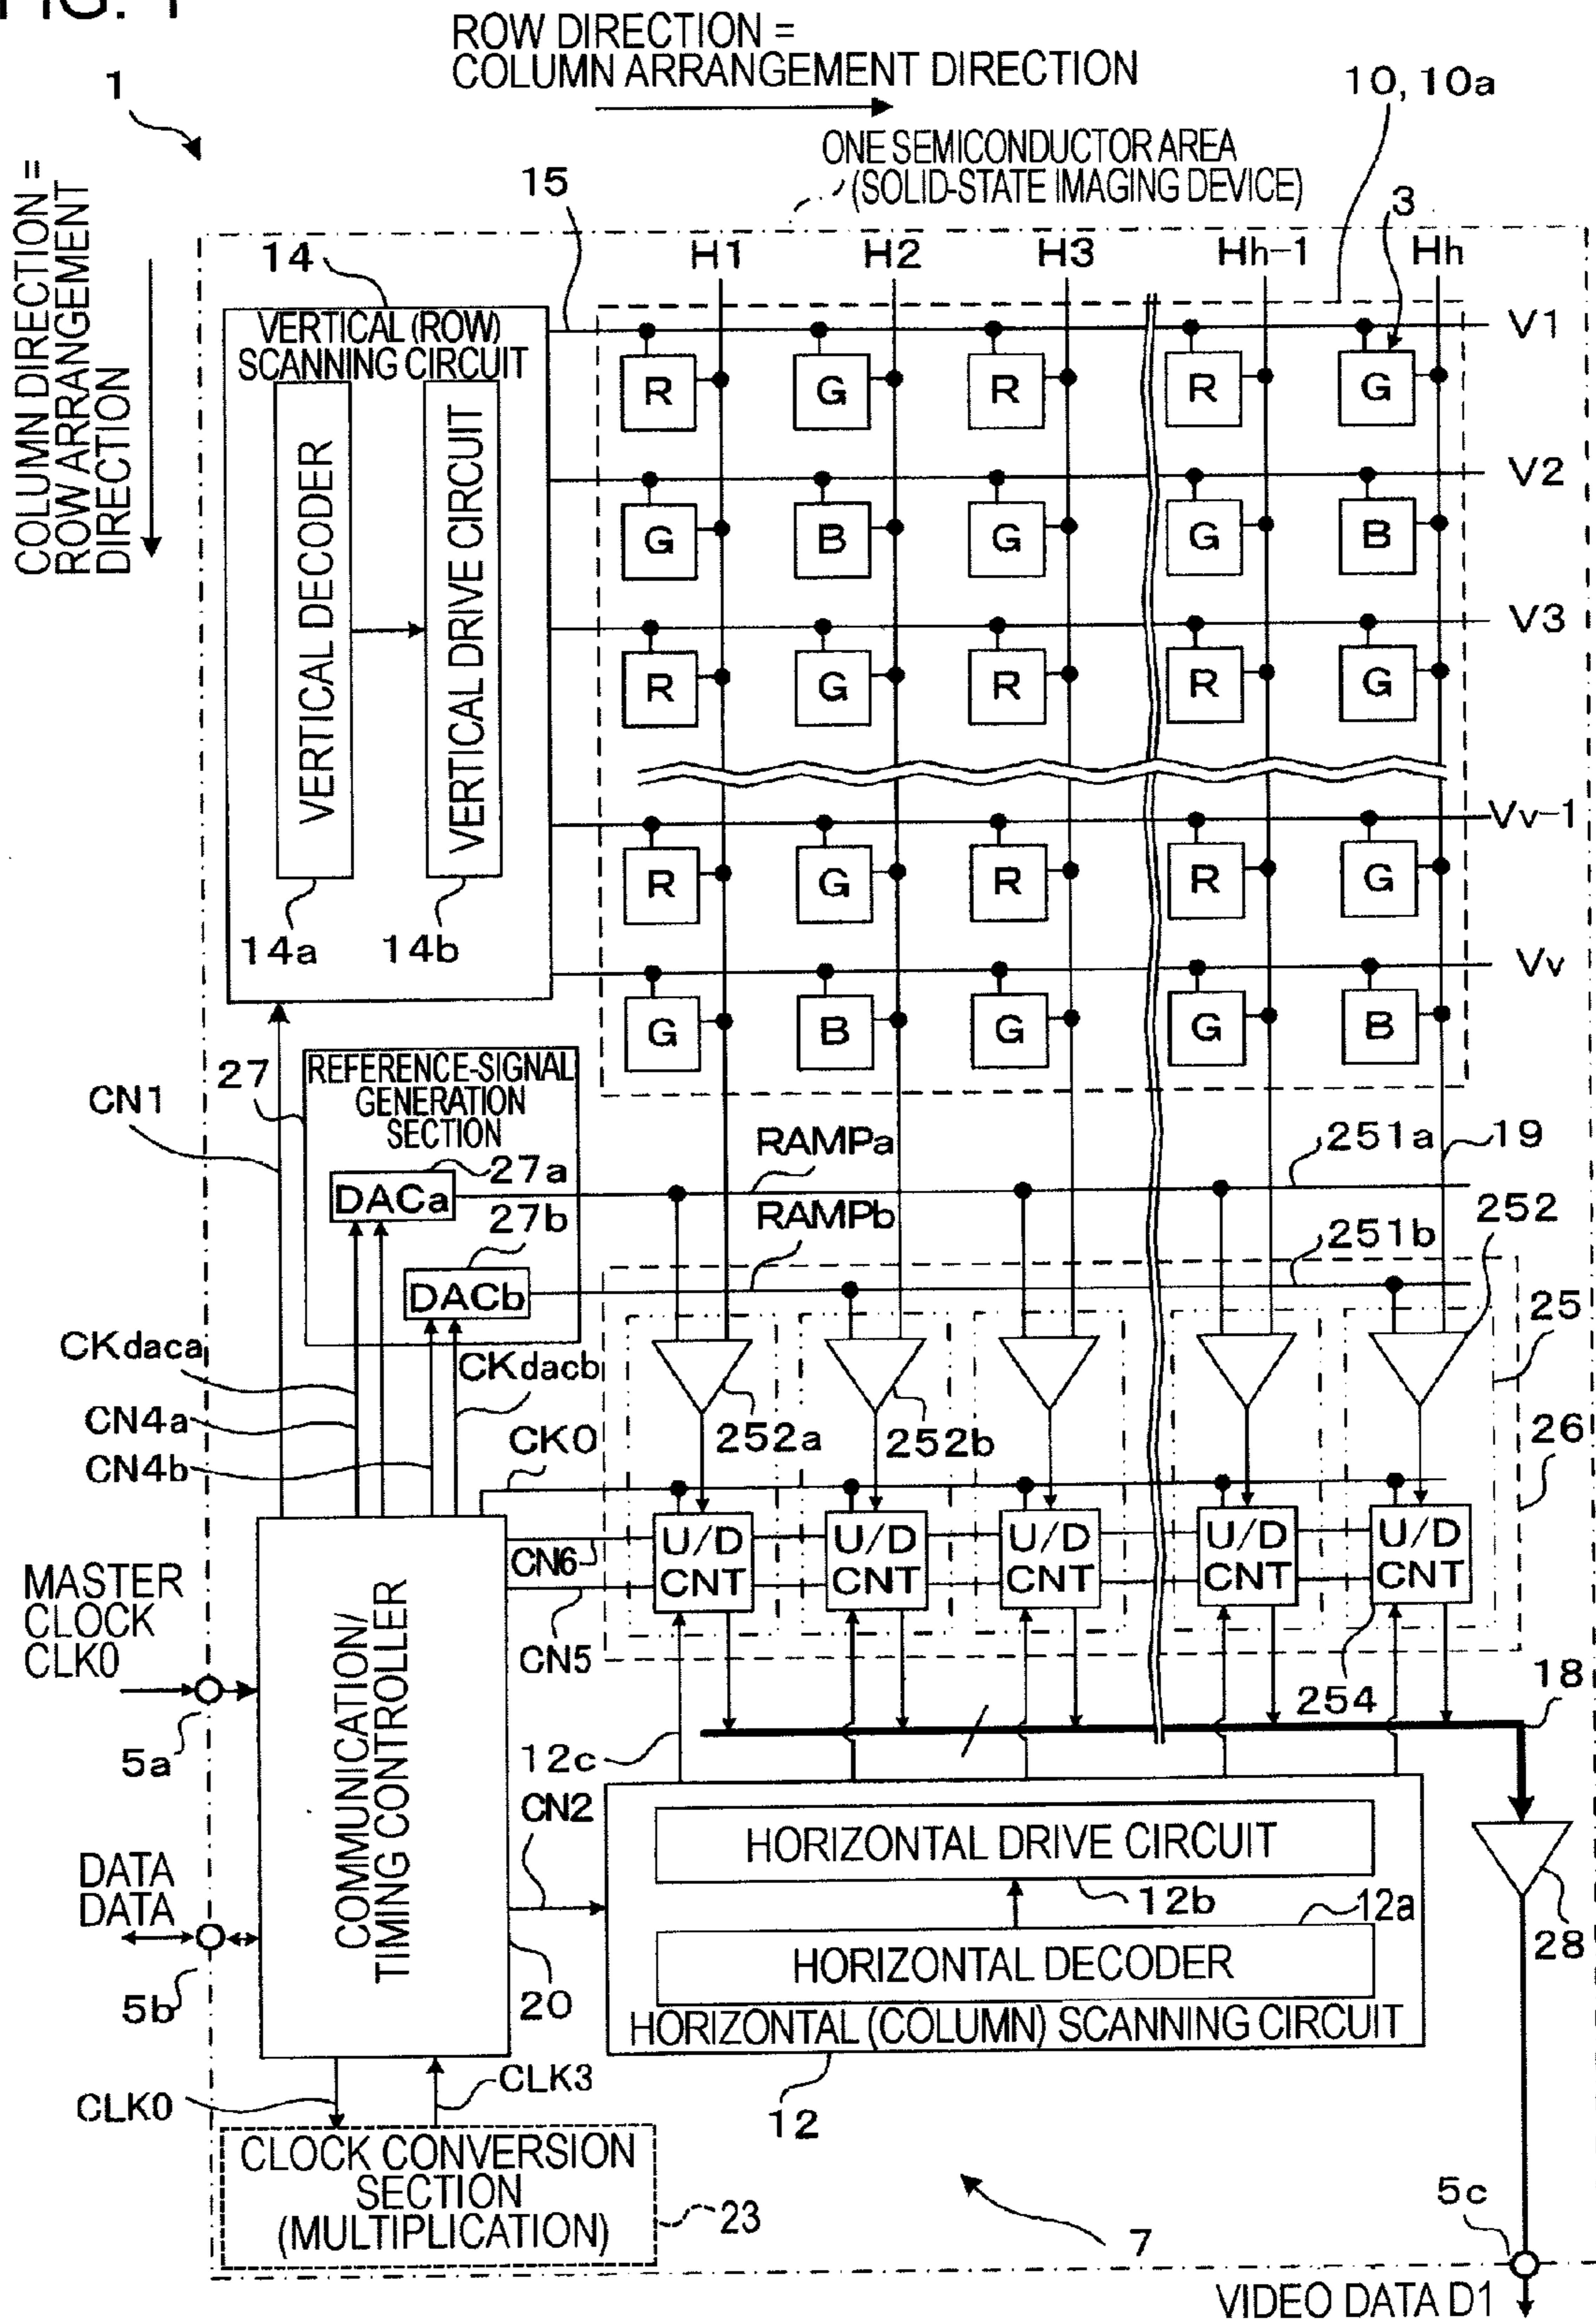 FIG. 1
ROW DIRECTION =
COLUMN ARRANGEMENT DIRECTION
1
10, 10a
ONE SEMICONDUCTOR AREA
(SOLID-STATE IMAGING DEVICE)
COLUMN DIRECTION =
ROW ARRANGEMENT
DIRECTION
15
3
14
H1 H2 H3 Hh-1 Hh
VERTICAL (ROW)
SCANNING CIRCUIT
VERTICAL DECODER
VERTICAL DRIVE CIRCUIT
14a
14b
V1
R G R R G
V2
G B G G B
V3
R G R R G
Vv-1
R G R R G
Vv
G B G G B
CN1
27
REFERENCE-SIGNAL
GENERATION
SECTION
27a
DACa
27b
DACb
RAMPa
RAMPb
251a
19
251b
252
25
26
CKdaca
CKdacb
CN4a
CN4b
CK0
252a
252b
CN6
CN5
U/D
CNT
U/D
CNT
U/D
CNT
U/D
CNT
U/D
CNT
254
18
MASTER
CLOCK
CLK0
5a
COMMUNICATION/
TIMING CONTROLLER
12c
CN2
HORIZONTAL DRIVE CIRCUIT
12b
12a
HORIZONTAL DECODER
HORIZONTAL (COLUMN) SCANNING CIRCUIT
28
DATA
DATA
5b
20
12
CLK0
CLK3
CLOCK CONVERSION
SECTION
(MULTIPLICATION)
23
7
5c
VIDEO DATA D1